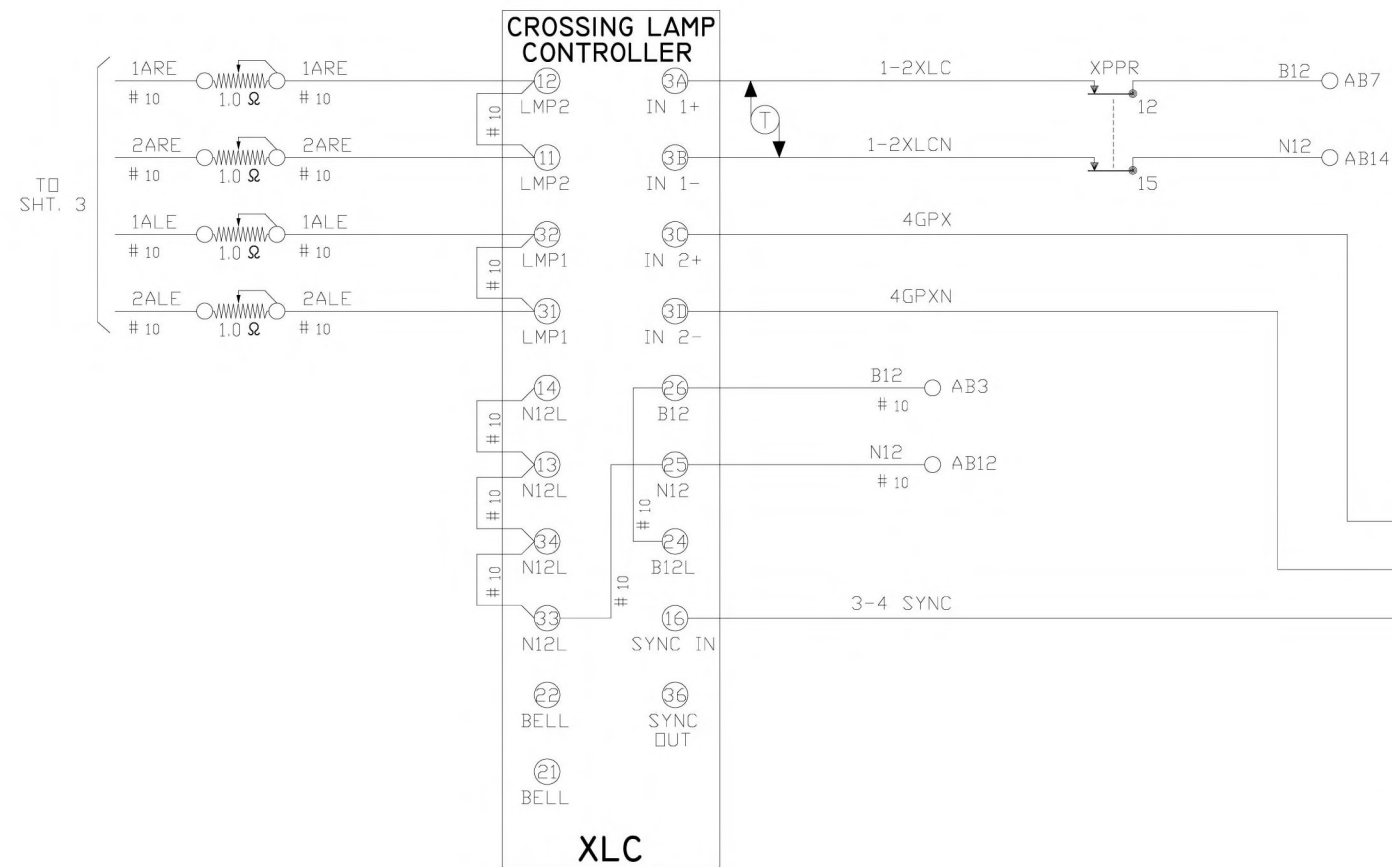 CROSSING LAMP
CONTROLLER
1ARE
# 10
1.0 Ω
1ARE
# 10
12
LMP2
# 10
2ARE
# 10
1.0 Ω
2ARE
# 10
11
LMP2
TO
SHT. 3
1ALE
# 10
1.0 Ω
1ALE
# 10
32
LMP1
# 10
2ALE
# 10
1.0 Ω
2ALE
# 10
31
LMP1
14
N12L
# 10
13
N12L
# 10
34
N12L
# 10
33
N12L
22
BELL
21
BELL
3A
IN 1+
1-2XLC
XPPR
12
B12
AB7
T
3B
IN 1-
1-2XLCN
15
N12
AB14
3C
IN 2+
4GPX
3D
IN 2-
4GPXN
26
B12
B12
# 10
AB3
25
N12
N12
# 10
AB12
# 10
24
B12L
# 10
16
SYNC IN
3-4 SYNC
36
SYNC
OUT
XLC